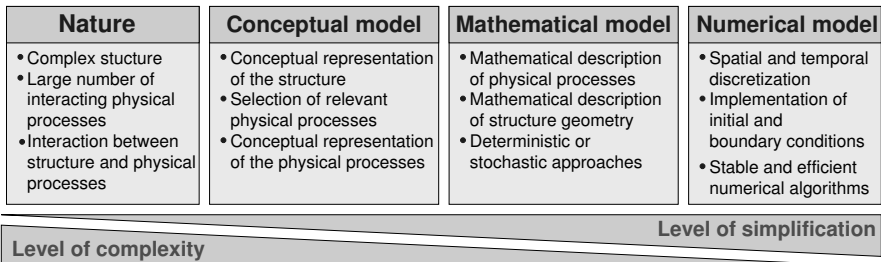 Nature
• Complex stucture
• Large number of
interacting physical
processes
• Interaction between
structure and physical
processes
Conceptual model
• Conceptual representation
of the structure
• Selection of relevant
physical processes
• Conceptual representation
of the physical processes
Mathematical model
• Mathematical description
of physical processes
• Mathematical description
of structure geometry
• Deterministic or
stochastic approaches
Numerical model
• Spatial and temporal
discretization
• Implementation of
initial and
boundary conditions
• Stable and efficient
numerical algorithms
Level of simplification
Level of complexity